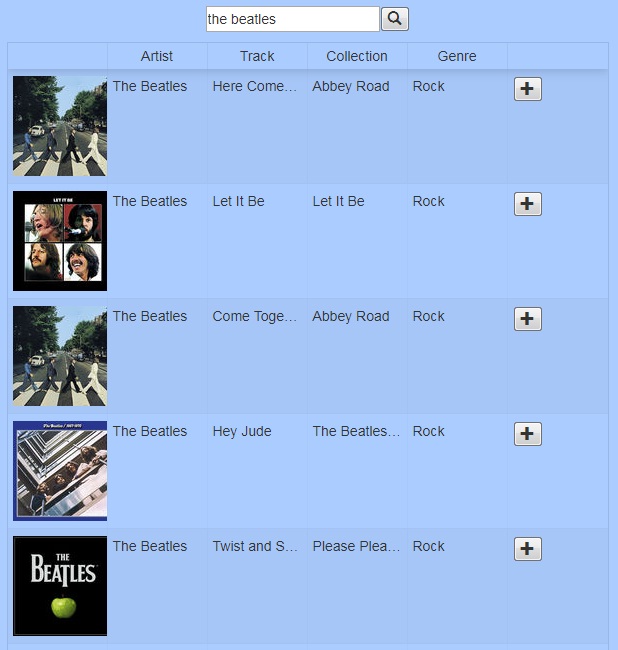 the beatles
Artist Track Collection Genre
The Beatles Here Come... Abbey Road Rock
LET IT BE
The Beatles Let It Be Let It Be Rock
The Beatles Come Toge... Abbey Road Rock
The Beatles / 1967-1970
The Beatles Hey Jude The Beatles... Rock
The Beatles Twist and S... Please Plea... Rock
THE
BEATLES